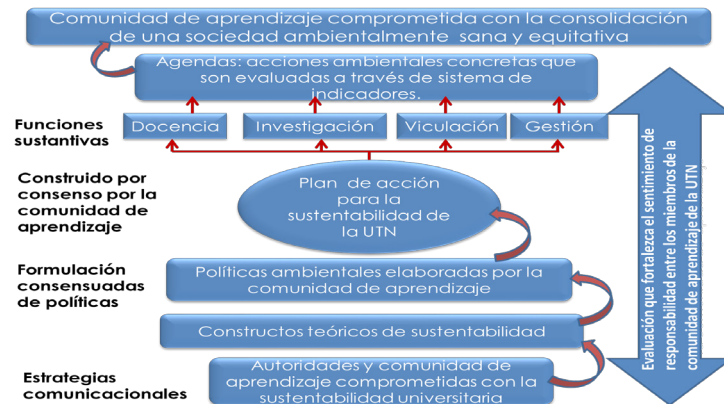 Comunidad de aprendizaje comprometida con la consolidación
de una sociedad ambientalmente sana y equitativa
Agendas: acciones ambientales concretas que
son evaluadas a través de sistema de
indicadores.
Funciones
sustantivas
Docencia
Investigación
Viculación
Gestión
Construido por
consenso por la
comunidad de
aprendizaje
Plan de acción
para la
sustentabilidad de
la UTN
Formulación
consensuadas
de políticas
Políticas ambientales elaboradas por la
comunidad de aprendizaje
Constructos teóricos de sustentabilidad
Estrategias
comunicacionales
Autoridades y comunidad de
aprendizaje comprometidas con la
sustentabilidad universitaria
Evaluación que fortalezca el sentimiento de
responsabilidad entre los miembros de la
comunidad de aprendizaje de la UTN